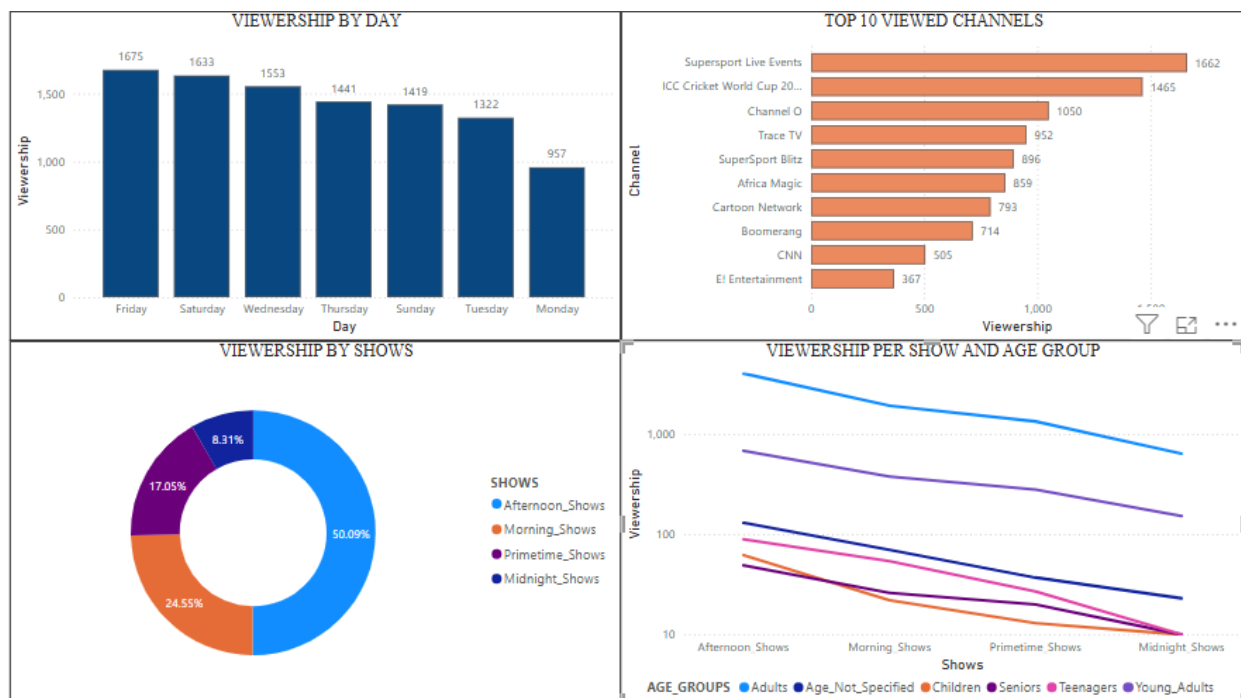 VIEWERSHIP BY DAY
1675
1633
1553
1441
1419
1322
957
1,500
1,000
500
0
Viewership
Friday
Saturday
Wednesday
Thursday
Sunday
Tuesday
Monday
Day
TOP 10 VIEWED CHANNELS
Channel
Supersport Live Events
1662
ICC Cricket World Cup 20...
1465
Channel O
1050
Trace TV
952
SuperSport Blitz
896
Africa Magic
859
Cartoon Network
793
Boomerang
714
CNN
505
E! Entertainment
367
0
500
1,000
1,500
Viewership
VIEWERSHIP BY SHOWS
8.31%
17.05%
50.09%
24.55%
SHOWS
Afternoon_Shows
Morning_Shows
Primetime_Shows
Midnight_Shows
VIEWERSHIP PER SHOW AND AGE GROUP
1,000
100
10
Viewership
Afternoon_Shows
Morning_Shows
Primetime_Shows
Midnight_Shows
Shows
AGE_GROUPS
Adults
Age_Not_Specified
Children
Seniors
Teenagers
Young_Adults